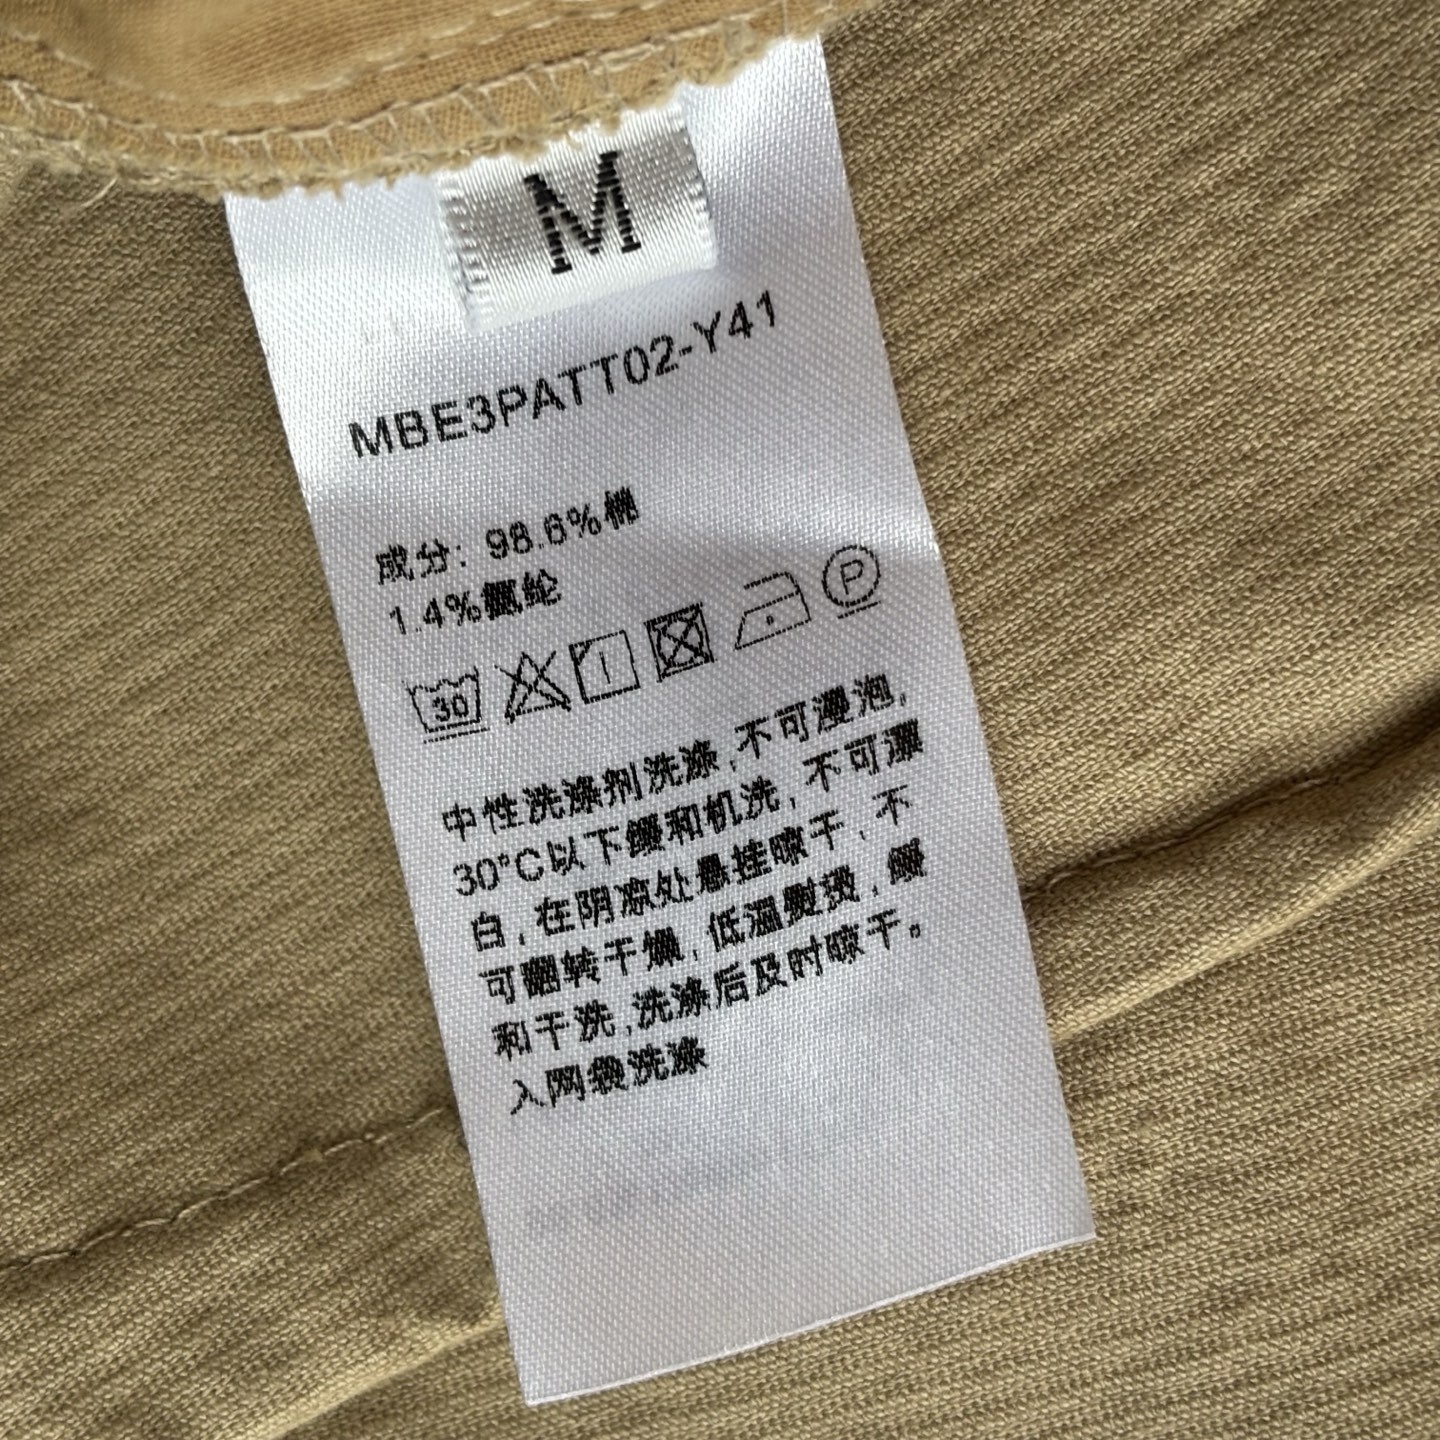 M
MBE3PATT02-Y41
成分: 98.6%棉
1.4%氨纶
30
P
中性洗涤剂洗涤,不可浸泡,
30°C以下缓和机洗,不可漂
白,在阴凉处悬挂晾干,不
可翻转干燥,低温熨烫,缓
和干洗,洗涤后及时晾干。
入网袋洗涤